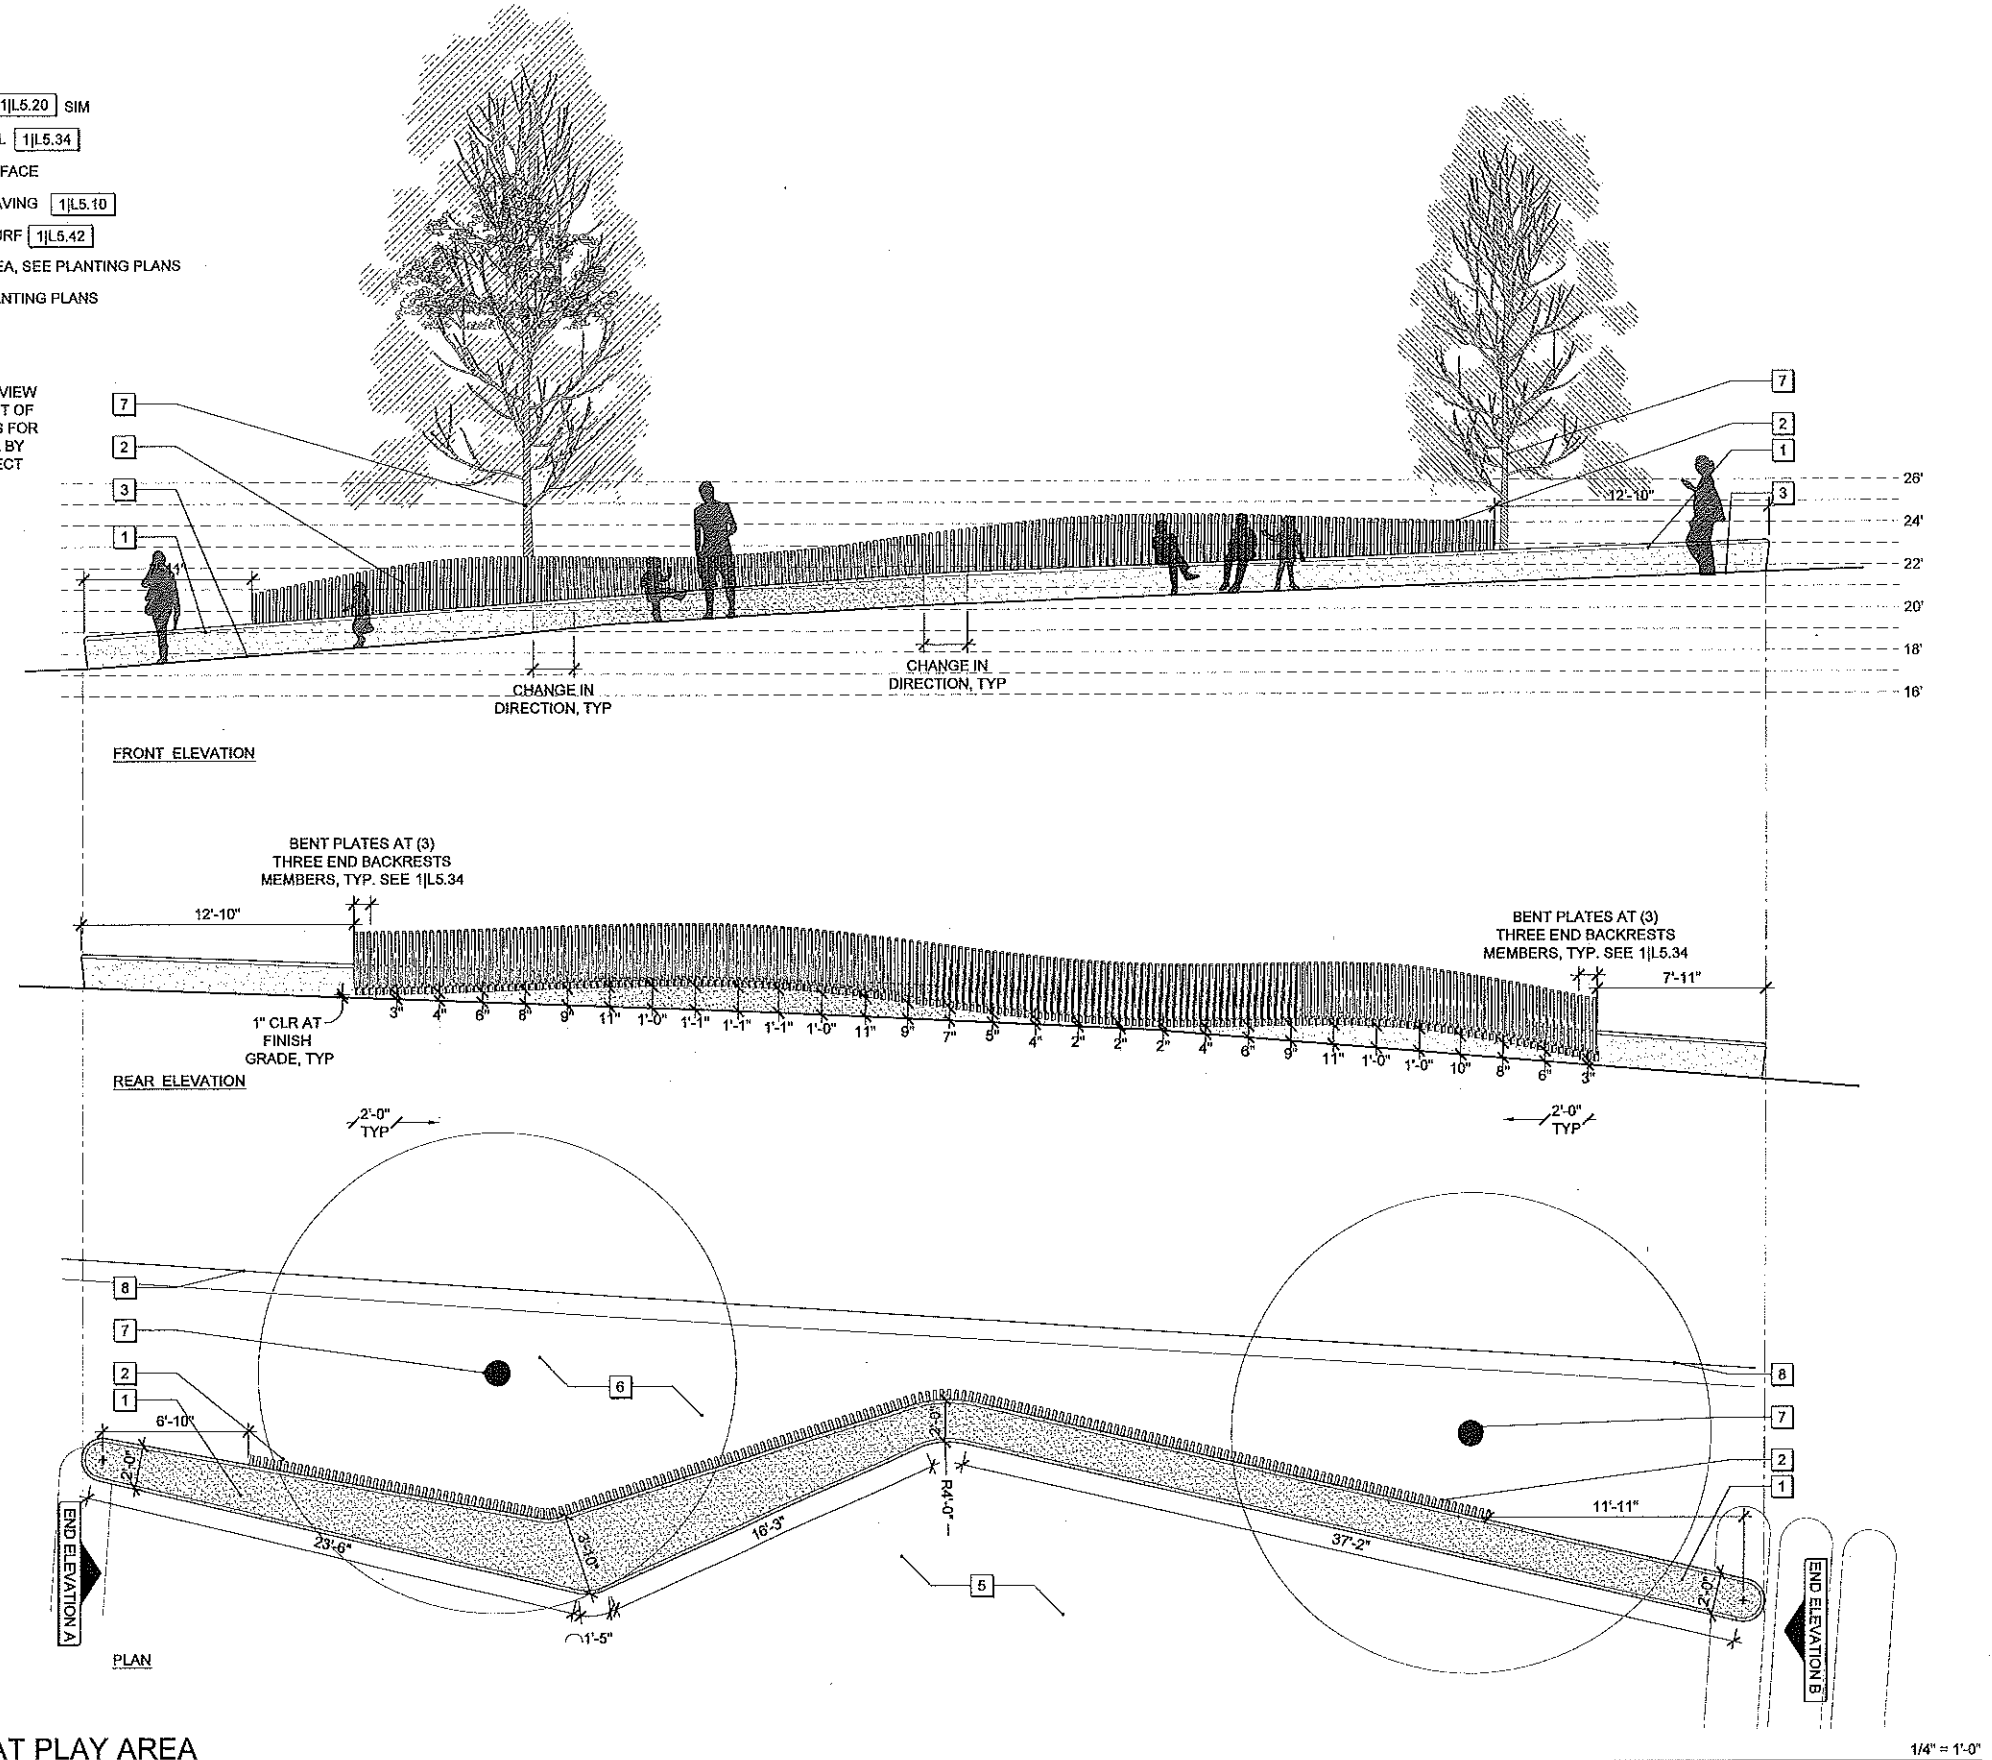 1|L5.20 SIM
L 1|L5.34
FACE
AVING 1|L5.10
URF 1|L5.42
EA, SEE PLANTING PLANS
ANTING PLANS
VIEW
T OF
S FOR
BY
ECT
7
2
3
1
7
2
1
3
12'-10"
26'
24'
22'
20'
18'
16'
CHANGE IN
DIRECTION, TYP
CHANGE IN
DIRECTION, TYP
FRONT ELEVATION
BENT PLATES AT (3)
THREE END BACKRESTS
MEMBERS, TYP. SEE 1|L5.34
12'-10"
BENT PLATES AT (3)
THREE END BACKRESTS
MEMBERS, TYP. SEE 1|L5.34
7'-11"
1" CLR AT
FINISH
GRADE, TYP
3" 4" 6" 8" 9" 11" 1'-0" 1'-1" 1'-1" 1'-1" 1'-0" 11" 9" 7" 5" 4" 2" 2" 2" 4" 6" 9" 11" 1'-0" 1'-0" 10" 8" 6" 3"
REAR ELEVATION
2'-0"
TYP
2'-0"
TYP
8
7
2
1
6
8
7
2
1
6'-10"
2'-0"
23'-6"
3'-10"
1'-5"
16'-3"
2'-0"
R4'-0"
5
37'-2"
11'-11"
2'-0"
END ELEVATION A
END ELEVATION B
PLAN
AT PLAY AREA
1/4" = 1'-0"